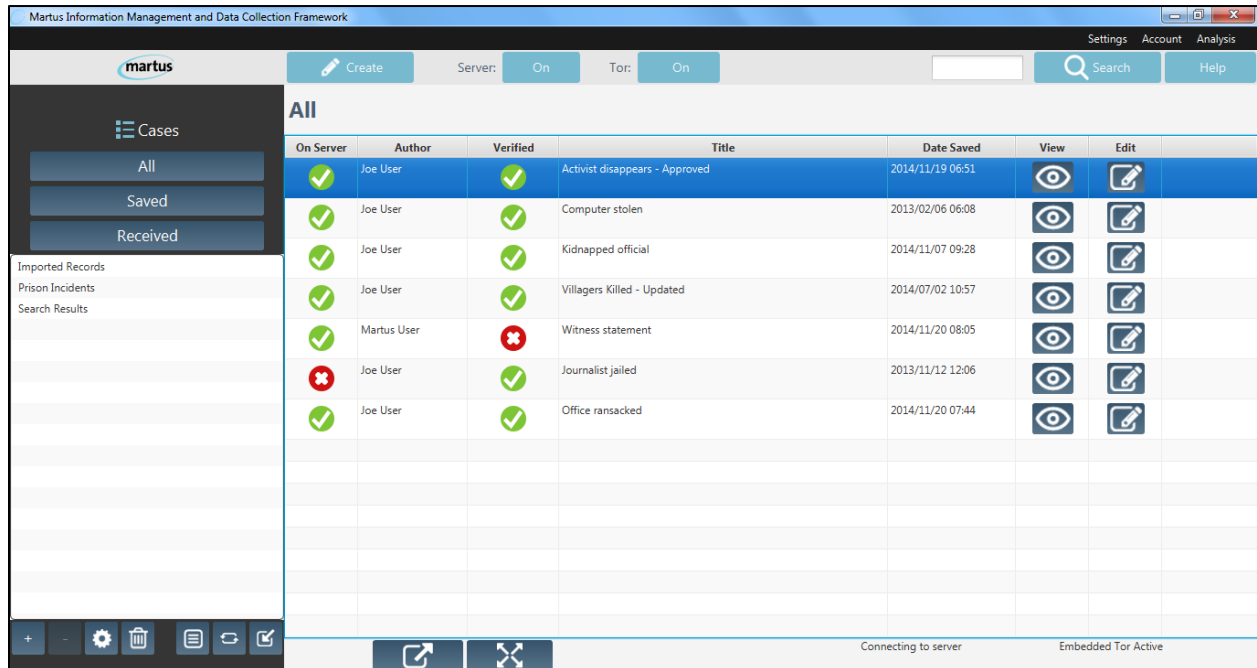 Martus Information Management and Data Collection Framework
Settings Account Analysis
martus Create Server: On Tor: On Search Help
Cases
All
Saved
Received
Imported Records
Prison Incidents
Search Results
All
On Server Author Verified Title Date Saved View Edit
Joe User Activist disappears - Approved 2014/11/19 06:51
Joe User Computer stolen 2013/02/06 06:08
Joe User Kidnapped official 2014/11/07 09:28
Joe User Villagers Killed - Updated 2014/07/02 10:57
Martus User Witness statement 2014/11/20 08:05
Joe User Journalist jailed 2013/11/12 12:06
Joe User Office ransacked 2014/11/20 07:44
+ -
Connecting to server Embedded Tor Active